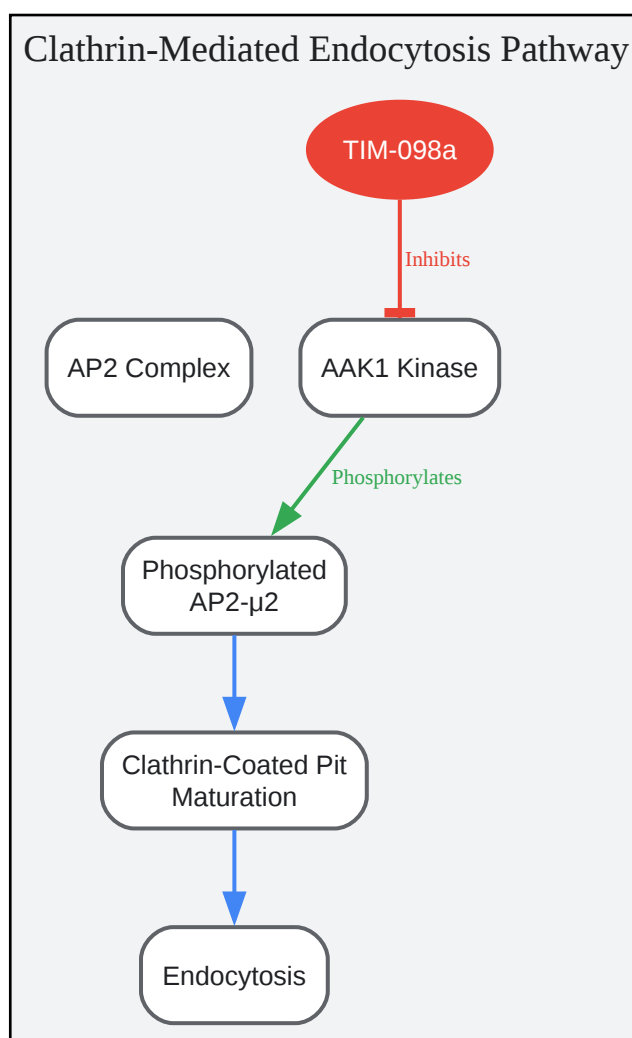 Clathrin-Mediated Endocytosis Pathway
TIM-098a
Inhibits
AP2 Complex
AAK1 Kinase
Phosphorylates
Phosphorylated
AP2-μ2
Clathrin-Coated Pit
Maturation
Endocytosis